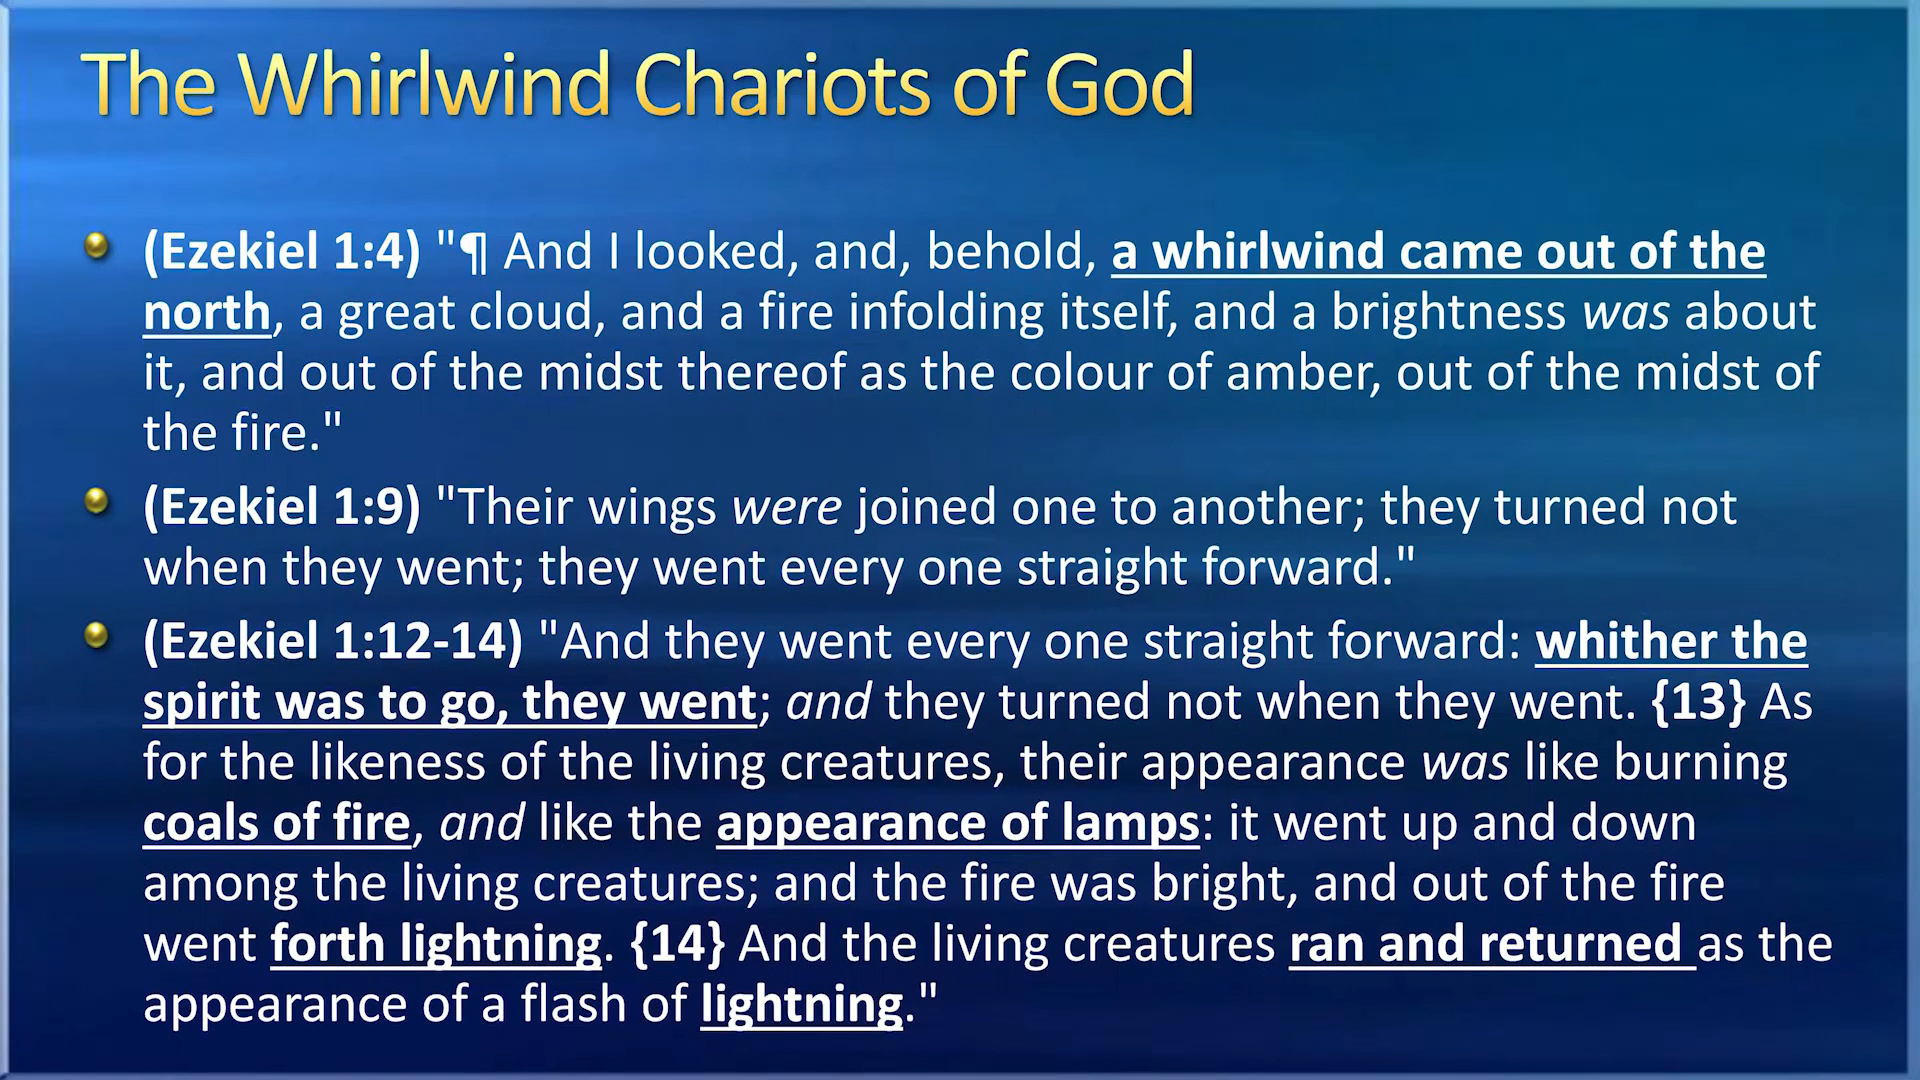 The Whirlwind Chariots of God
(Ezekiel 1:4) "¶ And I looked, and, behold, a whirlwind came out of the
north, a great cloud, and a fire infolding itself, and a brightness was about
it, and out of the midst thereof as the colour of amber, out of the midst of
the fire."
(Ezekiel 1:9) "Their wings were joined one to another; they turned not
when they went; they went every one straight forward."
(Ezekiel 1:12-14) "And they went every one straight forward: whither the
spirit was to go, they went; and they turned not when they went. {13} As
for the likeness of the living creatures, their appearance was like burning
coals of fire, and like the appearance of lamps: it went up and down
among the living creatures; and the fire was bright, and out of the fire
went forth lightning. {14} And the living creatures ran and returned as the
appearance of a flash of lightning."